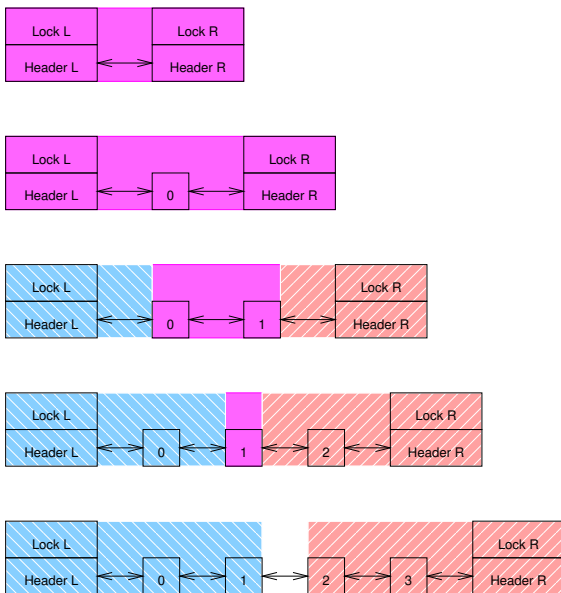 Lock L Lock R
Header L Header R
Lock L Lock R
Header L 0 Header R
Lock L Lock R
Header L 0 1 Header R
Lock L Lock R
Header L 0 1 2 Header R
Lock L Lock R
Header L 0 1 2 3 Header R